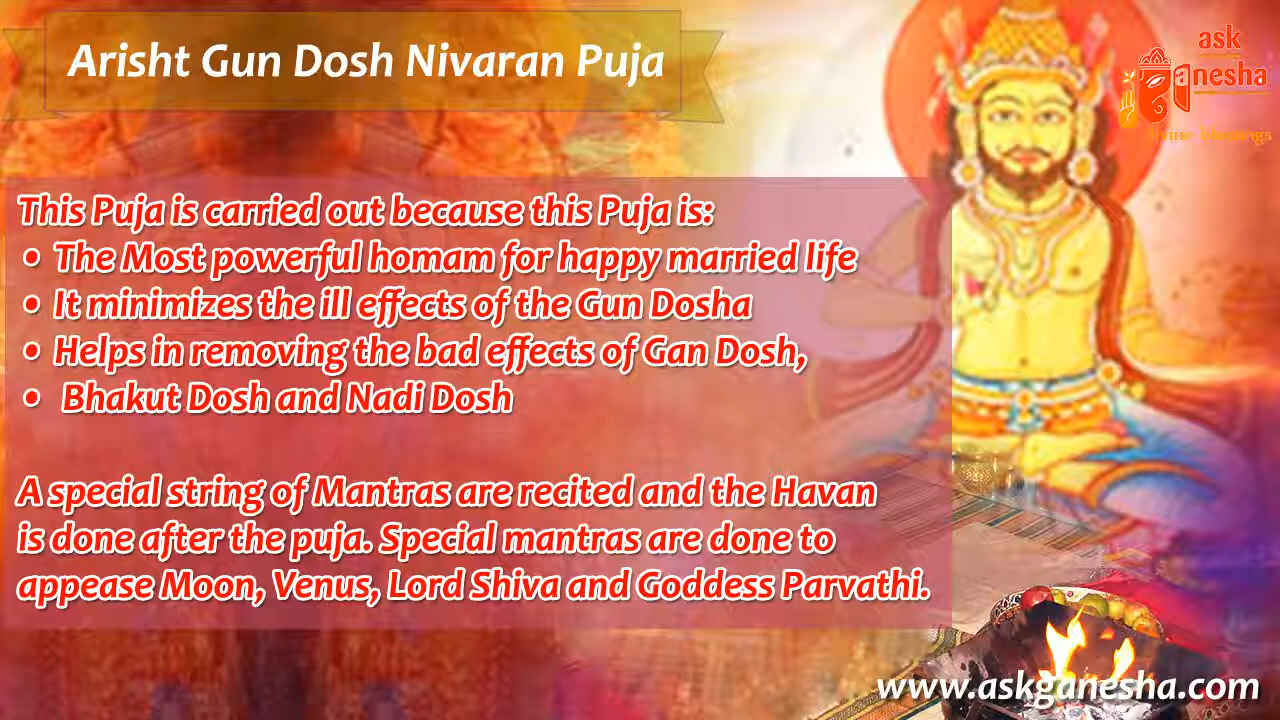 Arisht Gun Dosh Nivaran Puja
ask
Ganesha
divine blessings
This Puja is carried out because this Puja is:
• The Most powerful homam for happy married life
• It minimizes the ill effects of the Gun Dosha
• Helps in removing the bad effects of Gan Dosh,
• Bhakut Dosh and Nadi Dosh
A special string of Mantras are recited and the Havan
is done after the puja. Special mantras are done to
appease Moon, Venus, Lord Shiva and Goddess Parvathi.
www.askganesha.com